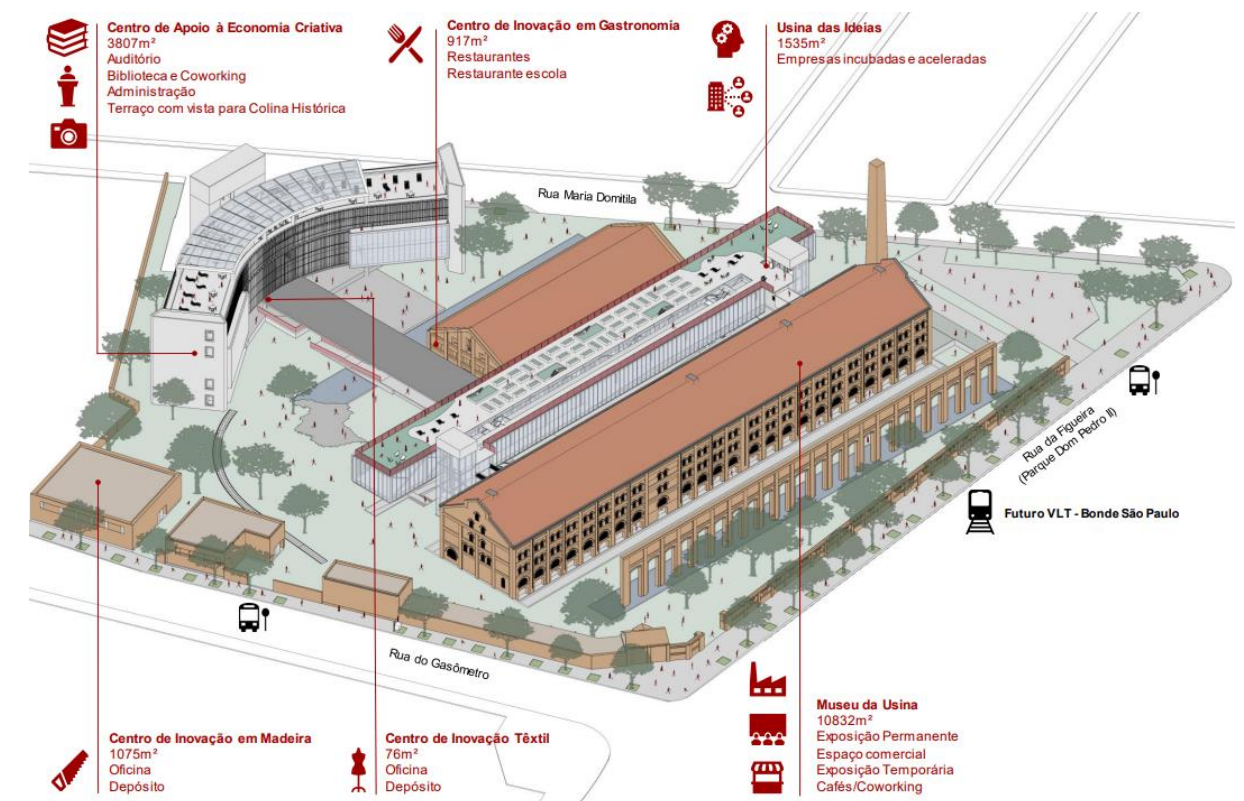 Centro de Apoio à Economia Criativa
3807m²
Auditório
Biblioteca e Coworking
Administração
Terraço com vista para Colina Histórica
Centro de Inovação em Gastronomia
917m²
Restaurantes
Restaurante escola
Usina das Ideias
1535m²
Empresas incubadas e aceleradas
Rua Maria Domitila
Rua da Figueira
(Parque Dom Pedro II)
Futuro VLT - Bonde São Paulo
Rua do Gasômetro
Centro de Inovação em Madeira
1075m²
Oficina
Depósito
Centro de Inovação Têxtil
76m²
Oficina
Depósito
Museu da Usina
10832m²
Exposição Permanente
Espaço comercial
Exposição Temporária
Cafés/Coworking